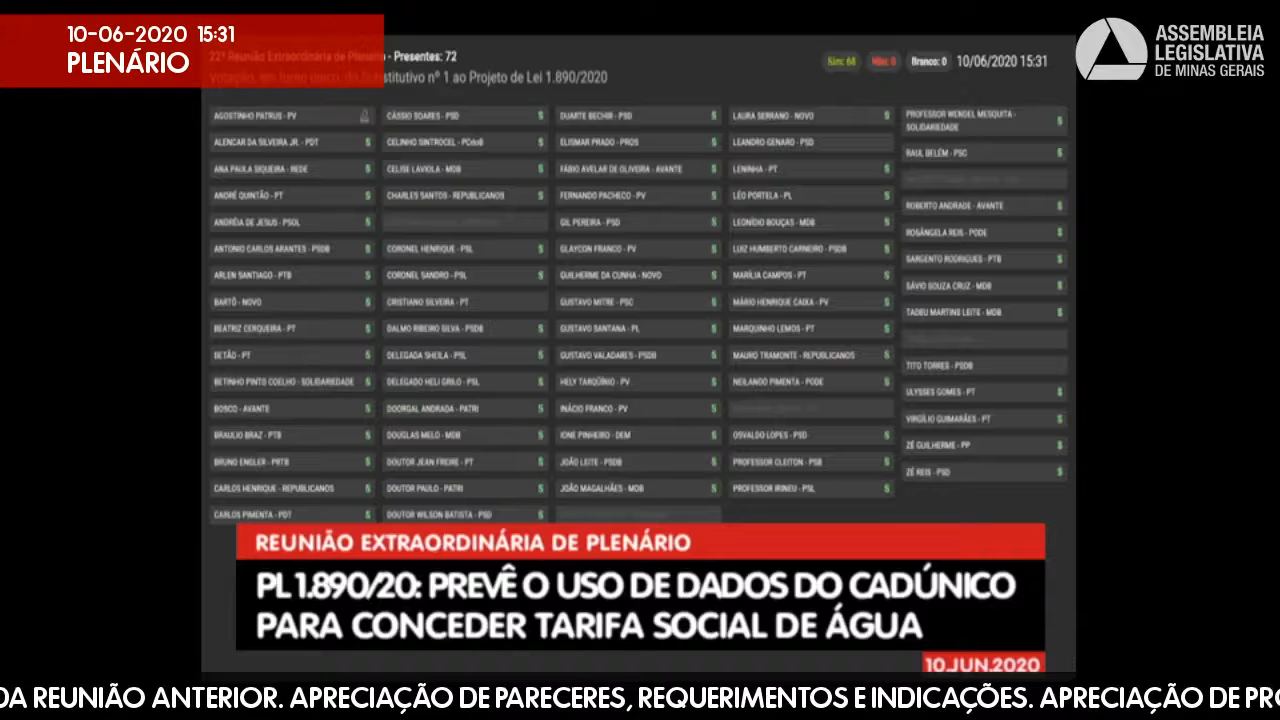 10-06-2020 15:31
PLENÁRIO
22ª Reunião Extraordinária de Plenário - Presentes: 72
Votação, em turno único, do Substitutivo nº 1 ao Projeto de Lei 1.890/2020
Sim: 68 Não: 0 Branco: 0 10/06/2020 15:31
ASSEMBLEIA
LEGISLATIVA
DE MINAS GERAIS
AGOSTINHO PATRUS - PV
ALENCAR DA SILVEIRA JR. - PDT S
ANA PAULA SIQUEIRA - REDE S
ANDRÉ QUINTÃO - PT S
ANDRÉIA DE JESUS - PSOL S
ANTONIO CARLOS ARANTES - PSDB S
ARLEN SANTIAGO - PTB S
BARTÔ - NOVO S
BEATRIZ CERQUEIRA - PT S
BETÃO - PT S
BETINHO PINTO COELHO - SOLIDARIEDADE S
BOSCO - AVANTE S
BRAULIO BRAZ - PTB S
BRUNO ENGLER - PRTB S
CARLOS HENRIQUE - REPUBLICANOS S
CARLOS PIMENTA - PDT S
CÁSSIO SOARES - PSD S
CELINHO SINTROCEL - PCdoB S
CELISE LAVIOLA - MDB S
CHARLES SANTOS - REPUBLICANOS S
CORONEL HENRIQUE - PSL S
CORONEL SANDRO - PSL S
CRISTIANO SILVEIRA - PT
DALMO RIBEIRO SILVA - PSDB S
DELEGADA SHEILA - PSL S
DELEGADO HELI GRILO - PSL S
DOORGAL ANDRADA - PATRI S
DOUGLAS MELO - MDB S
DOUTOR JEAN FREIRE - PT S
DOUTOR PAULO - PATRI S
DOUTOR WILSON BATISTA - PSD S
DUARTE BECHIR - PSD S
ELISMAR PRADO - PROS S
FÁBIO AVELAR DE OLIVEIRA - AVANTE S
FERNANDO PACHECO - PV S
GIL PEREIRA - PSD S
GLAYCON FRANCO - PV S
GUILHERME DA CUNHA - NOVO S
GUSTAVO MITRE - PSC S
GUSTAVO SANTANA - PL S
GUSTAVO VALADARES - PSDB S
HELY TARQÜÍNIO - PV S
INÁCIO FRANCO - PV S
IONE PINHEIRO - DEM S
JOÃO LEITE - PSDB S
JOÃO MAGALHÃES - MDB S
LAURA SERRANO - NOVO S
LEANDRO GENARO - PSD
LENINHA - PT S
LÉO PORTELA - PL S
LEONÍDIO BOUÇAS - MDB S
LUIZ HUMBERTO CARNEIRO - PSDB S
MARÍLIA CAMPOS - PT S
MÁRIO HENRIQUE CAIXA - PV S
MARQUINHO LEMOS - PT S
MAURO TRAMONTE - REPUBLICANOS S
NEILANDO PIMENTA - PODE S
OSVALDO LOPES - PSD S
PROFESSOR CLEITON - PSB S
PROFESSOR IRINEU - PSL S
PROFESSOR WENDEL MESQUITA -
SOLIDARIEDADE S
RAUL BELÉM - PSC S
ROBERTO ANDRADE - AVANTE S
ROSÂNGELA REIS - PODE S
SARGENTO RODRIGUES - PTB S
SÁVIO SOUZA CRUZ - MDB S
TADEU MARTINS LEITE - MDB S
TITO TORRES - PSDB
ULYSSES GOMES - PT S
VIRGÍLIO GUIMARÃES - PT S
ZÉ GUILHERME - PP S
ZÉ REIS - PSD S
REUNIÃO EXTRAORDINÁRIA DE PLENÁRIO
PL 1.890/20: PREVÊ O USO DE DADOS DO CADÚNICO
PARA CONCEDER TARIFA SOCIAL DE ÁGUA
10.JUN.2020
DA REUNIÃO ANTERIOR. APRECIAÇÃO DE PARECERES, REQUERIMENTOS E INDICAÇÕES. APRECIAÇÃO DE PRO